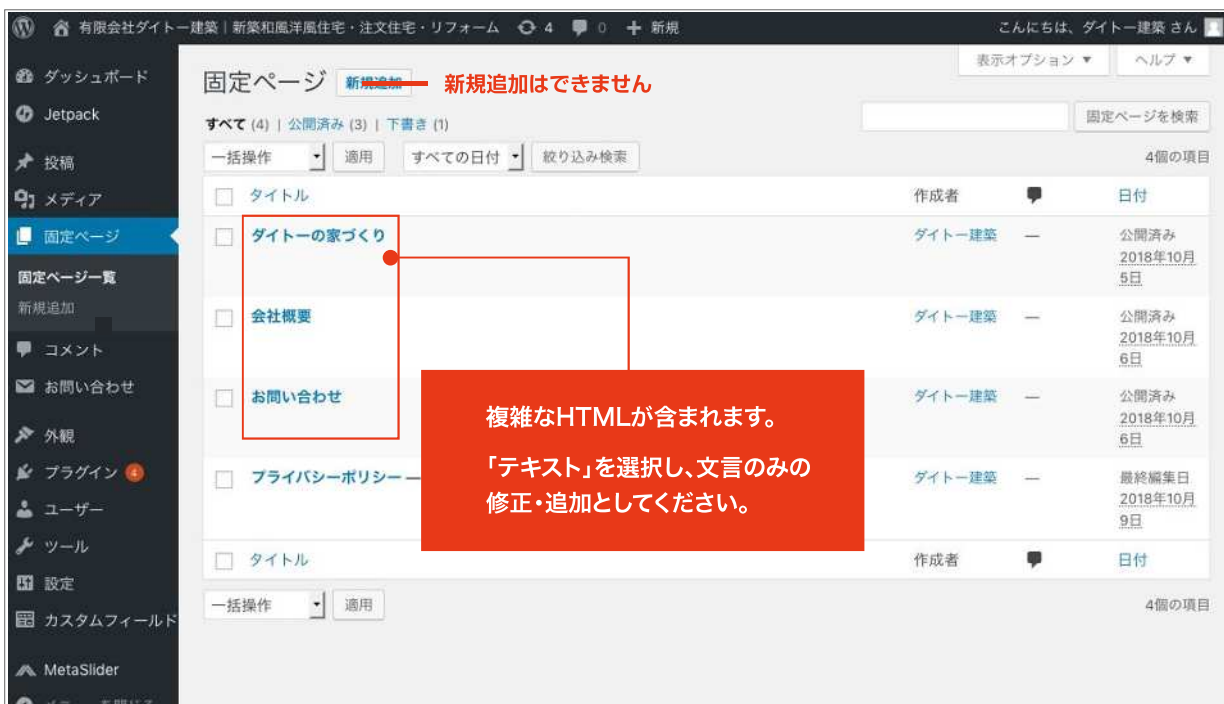 有限会社ダイトー建築｜新築和風洋風住宅・注文住宅・リフォーム 4 0 新規
こんにちは、ダイトー建築 さん
表示オプション ▼ ヘルプ ▼
ダッシュボード
Jetpack
投稿
メディア
固定ページ
固定ページ一覧
新規追加
コメント
お問い合わせ
外観
プラグイン 4
ユーザー
ツール
設定
カスタムフィールド
MetaSlider
固定ページ 新規追加 新規追加はできません
すべて (4) | 公開済み (3) | 下書き (1)
固定ページを検索
一括操作 適用 すべての日付 絞り込み検索 4個の項目
タイトル 作成者 日付
ダイトーの家づくり ダイトー建築 — 公開済み
2018年10月
5日
会社概要 ダイトー建築 — 公開済み
2018年10月
6日
お問い合わせ ダイトー建築 — 公開済み
2018年10月
6日
複雑なHTMLが含まれます。
「テキスト」を選択し、文言のみの
修正・追加としてください。
プライバシーポリシー — ダイトー建築 — 最終編集日
2018年10月
9日
タイトル 作成者 日付
一括操作 適用 4個の項目